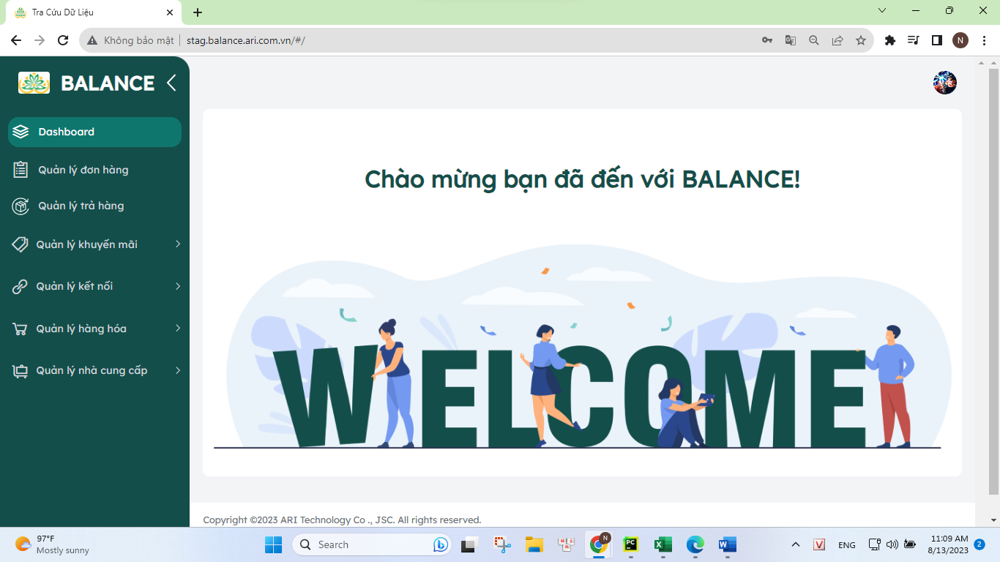 Tra Cứu Dữ Liệu
Không bảo mật
stag.balance.ari.com.vn/#/
N
BALANCE
Dashboard
Quản lý đơn hàng
Quản lý trả hàng
Quản lý khuyến mãi
Quản lý kết nối
Quản lý hàng hóa
Quản lý nhà cung cấp
Chào mừng bạn đã đến với BALANCE!
WELCOME
Copyright ©2023 ARI Technology Co ., JSC. All rights reserved.
97°F
Mostly sunny
Search
N
PC
X
W
V
ENG
11:09 AM
8/13/2023
2